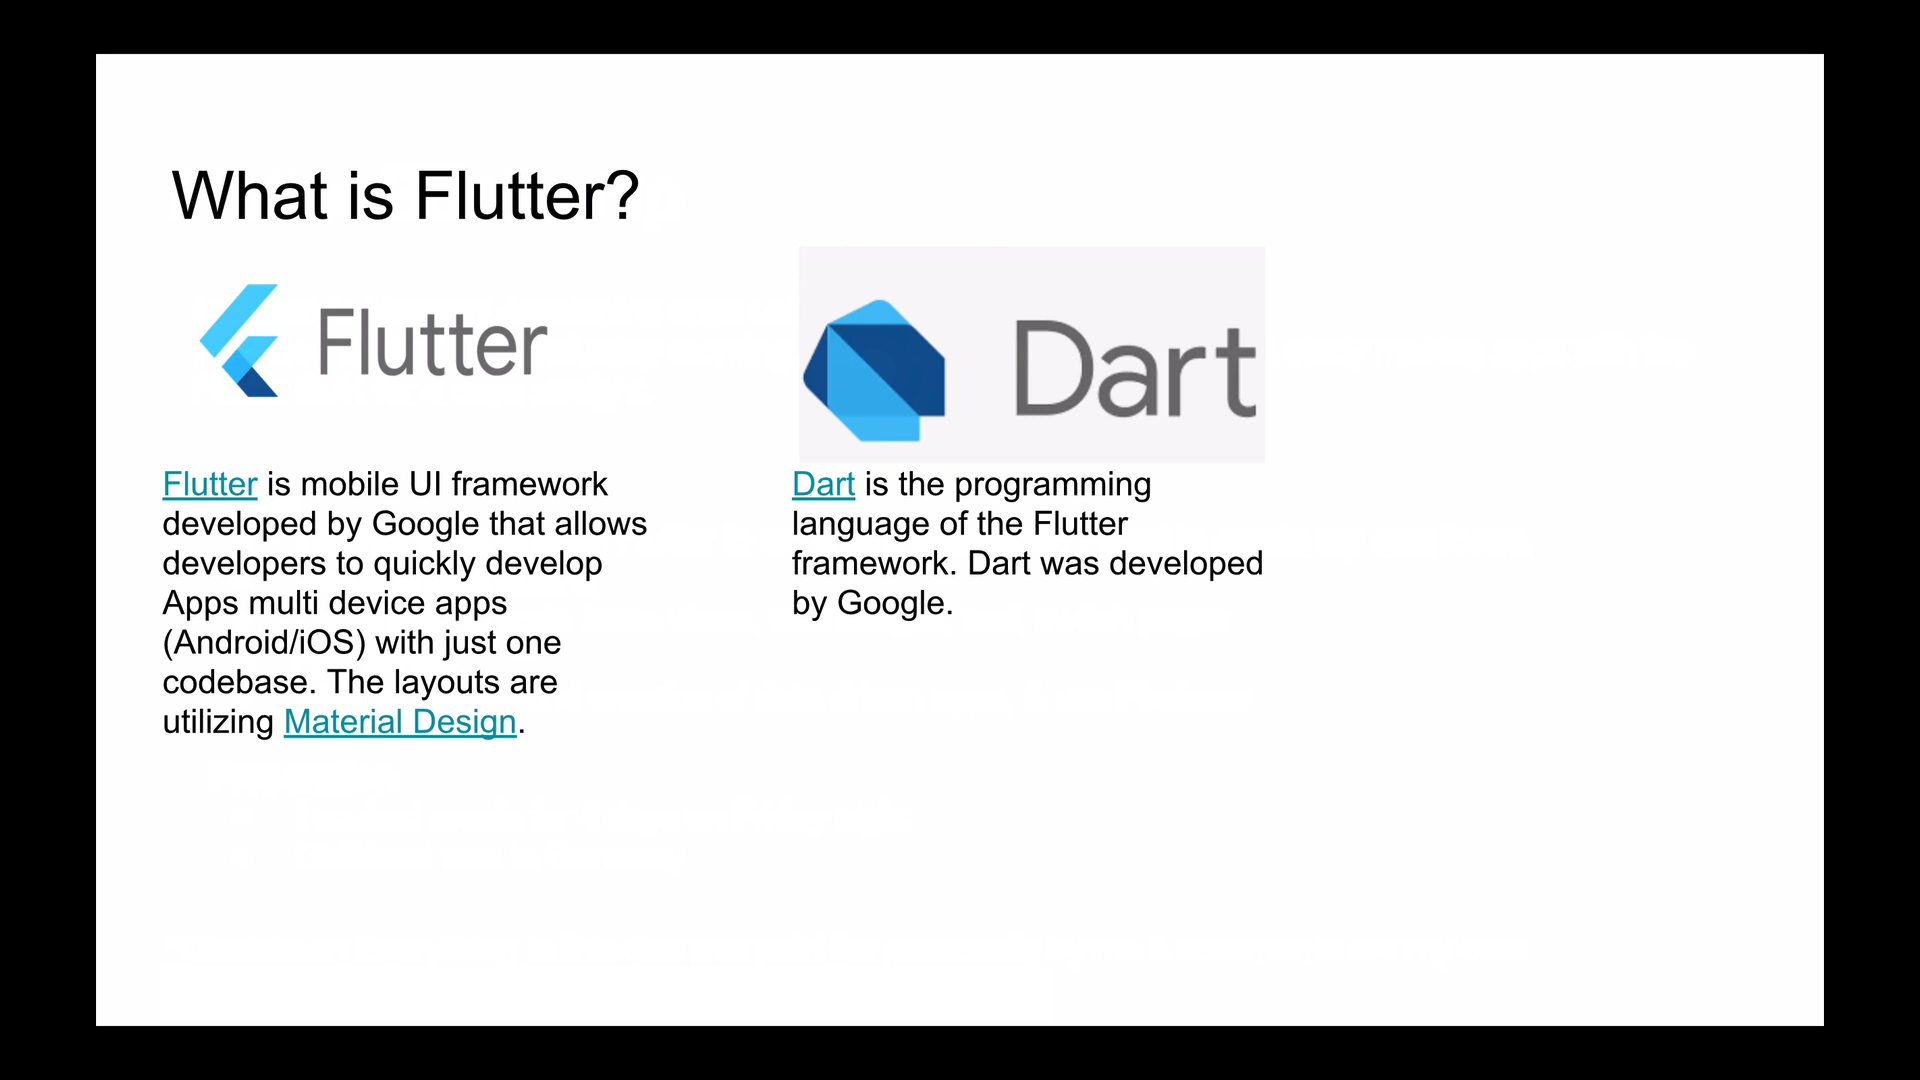 What is Flutter?
Flutter
Flutter is mobile UI framework
developed by Google that allows
developers to quickly develop
Apps multi device apps
(Android/iOS) with just one
codebase. The layouts are
utilizing Material Design.
Dart
Dart is the programming
language of the Flutter
framework. Dart was developed
by Google.